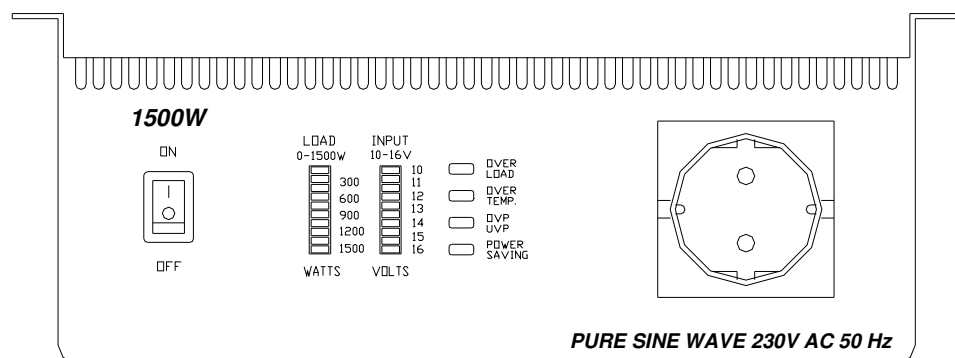 1500W
ON
OFF
LOAD
0-1500W
300
600
900
1200
1500
WATTS
INPUT
10-16V
10
11
12
13
14
15
16
VOLTS
OVER
LOAD
OVER
TEMP.
OVP
UVP
POWER
SAVING
PURE SINE WAVE 230V AC 50 Hz